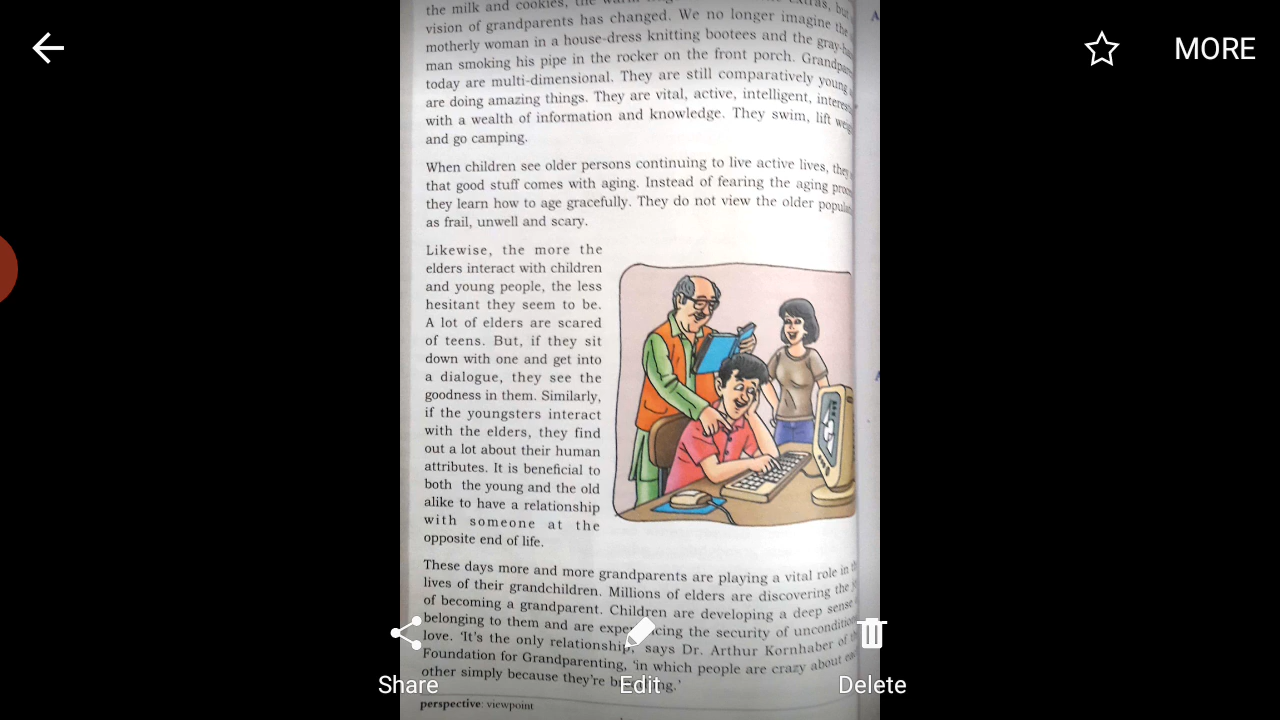 MORE
the milk and cookies, the warm
vision of grandparents has changed. We no longer imagine the
motherly woman in a house-dress knitting bootees and the
man smoking his pipe in the rocker on the front porch.
today are multi-dimensional. They are still comparatively young
are doing amazing things. They are vital, active, intelligent,
with a wealth of information and knowledge. They swim, lift
and go camping.
When children see older persons continuing to live active lives, they
that good stuff comes with aging. Instead of fearing the aging
they learn how to age gracefully. They do not view the older
as frail, unwell and scary.
Likewise, the more the
elders interact with children
and young people, the less
hesitant they seem to be.
A lot of elders are scared
of teens. But, if they sit
down with one and get into
a dialogue, they see the
goodness in them. Similarly,
if the youngsters interact
with the elders, they find
out a lot about their human
attributes. It is beneficial to
both the young and the old
alike to have a relationship
with someone at the
opposite end of life.
These days more and more grandparents are playing a vital role in
lives of their grandchildren. Millions of elders are discovering the
of becoming a grandparent. Children are developing a deep sense
belonging to them and are the security of
love. 'It's the only relationship,' says Dr. Arthur Kornhaber of
Foundation for Grandparenting, 'in which people are crazy about
other simply because they're
perspective: viewpoint
Share
Edit
Delete